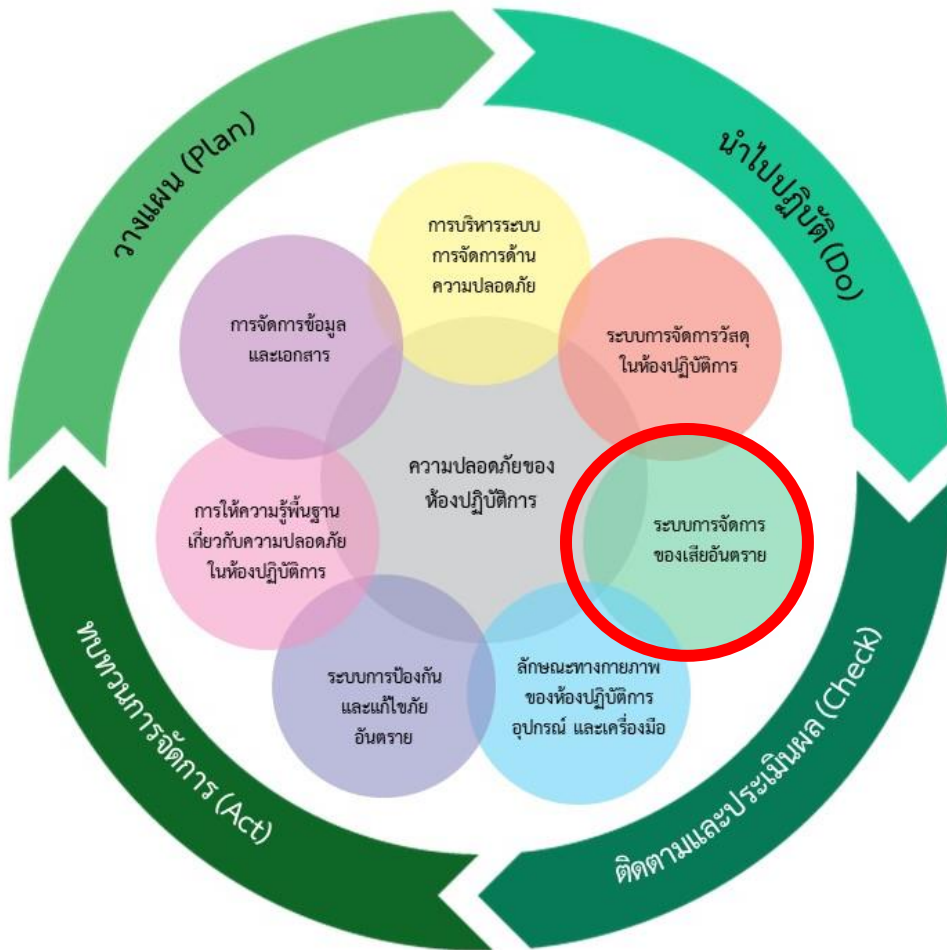 วางแผน (Plan)
นำไปปฏิบัติ (Do)
ติดตามและประเมินผล (Check)
ทบทวนการจัดการ (Act)
การบริหารระบบ
การจัดการด้าน
ความปลอดภัย
ระบบการจัดการวัสดุ
ในห้องปฏิบัติการ
ระบบการจัดการ
ของเสียอันตราย
ลักษณะทางกายภาพ
ของห้องปฏิบัติการ
อุปกรณ์ และเครื่องมือ
ระบบการป้องกัน
และแก้ไขภัย
อันตราย
การให้ความรู้พื้นฐาน
เกี่ยวกับความปลอดภัย
ในห้องปฏิบัติการ
การจัดการข้อมูล
และเอกสาร
ความปลอดภัยของ
ห้องปฏิบัติการ